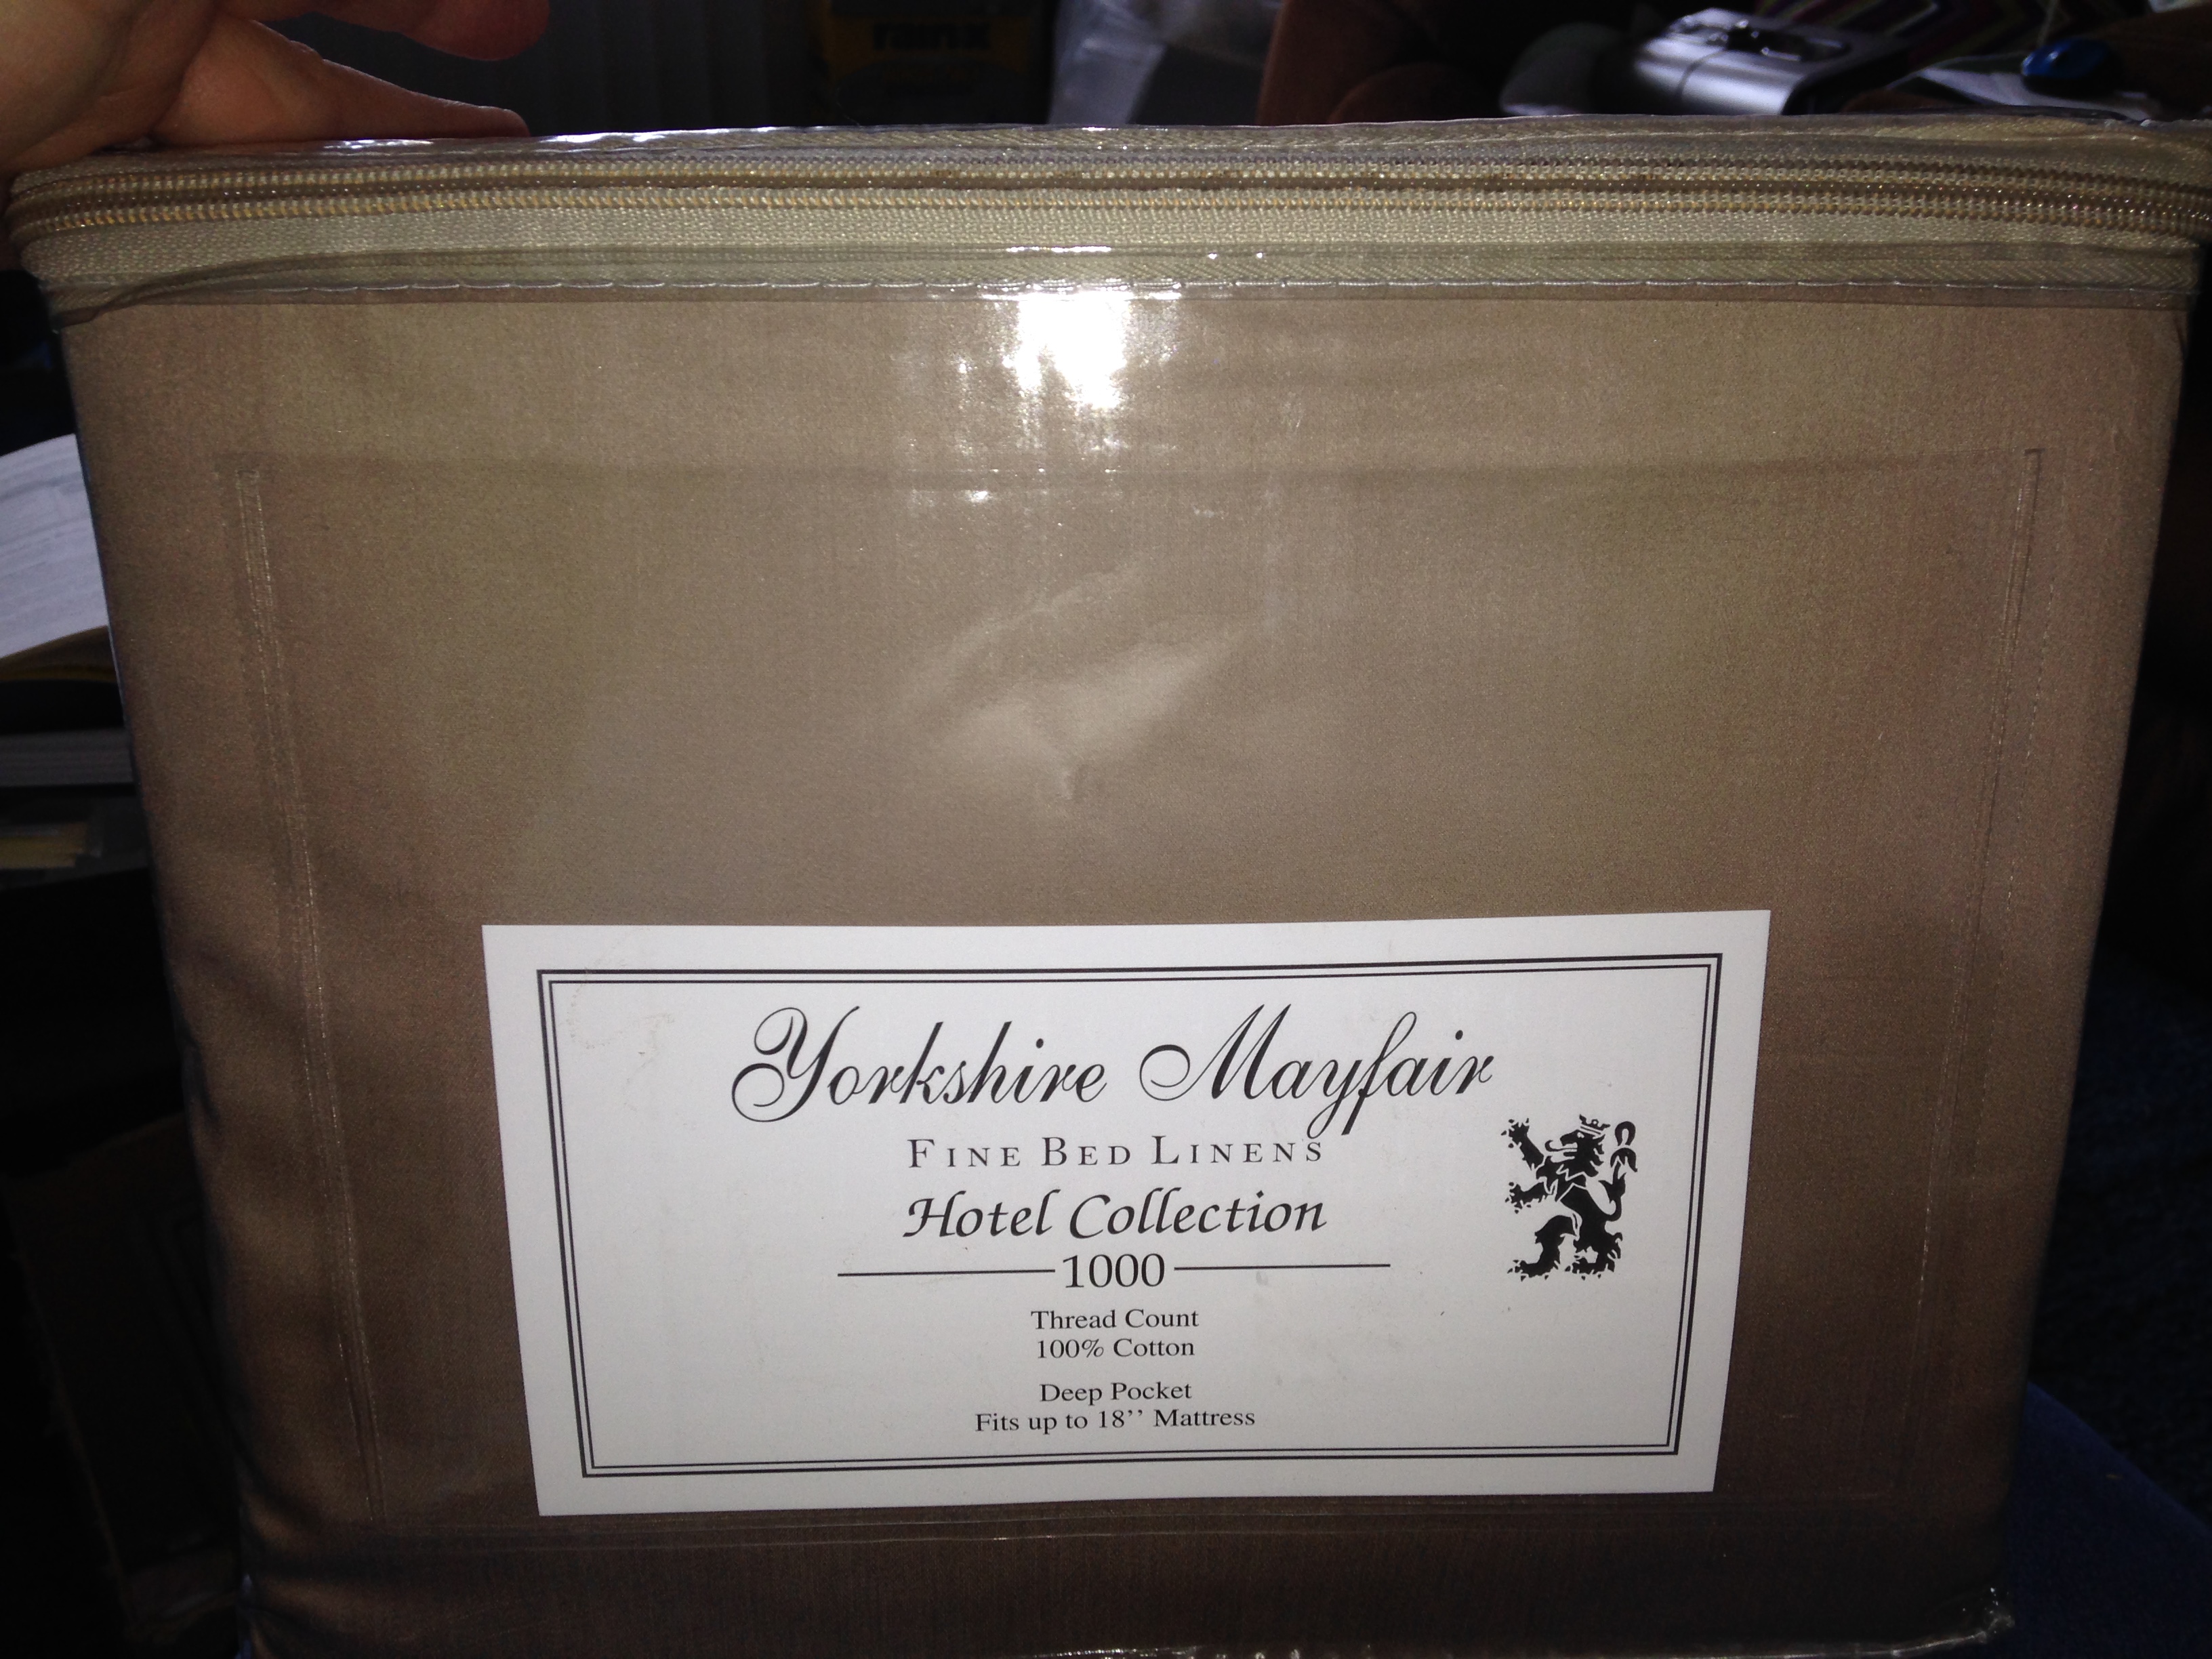 Yorkshire Mayfair
FINE BED LINENS
Hotel Collection
1000
Thread Count
100% Cotton
Deep Pocket
Fits up to 18’’ Mattress